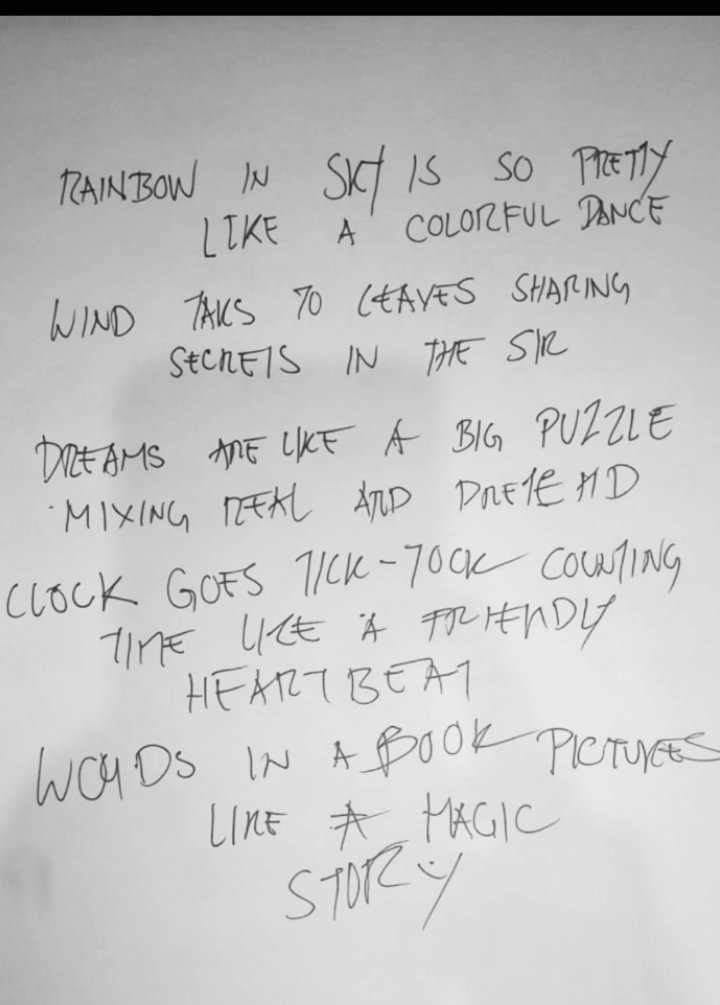 RAINBOW IN SKY IS SO PRETTY
LIKE A COLORFUL DANCE
WIND TAKS TO LEAVES SHARING
SECRETS IN THE SIR
DREAMS ARE LIKE A BIG PUZZLE
MIXING REAL AND PRETEND
CLOCK GOES TICK-TOCK COUNTING
TIME LIKE A FRIENDLY
HEARTBEAT
WORDS IN A BOOK PICTURES
LIKE A MAGIC
STORY